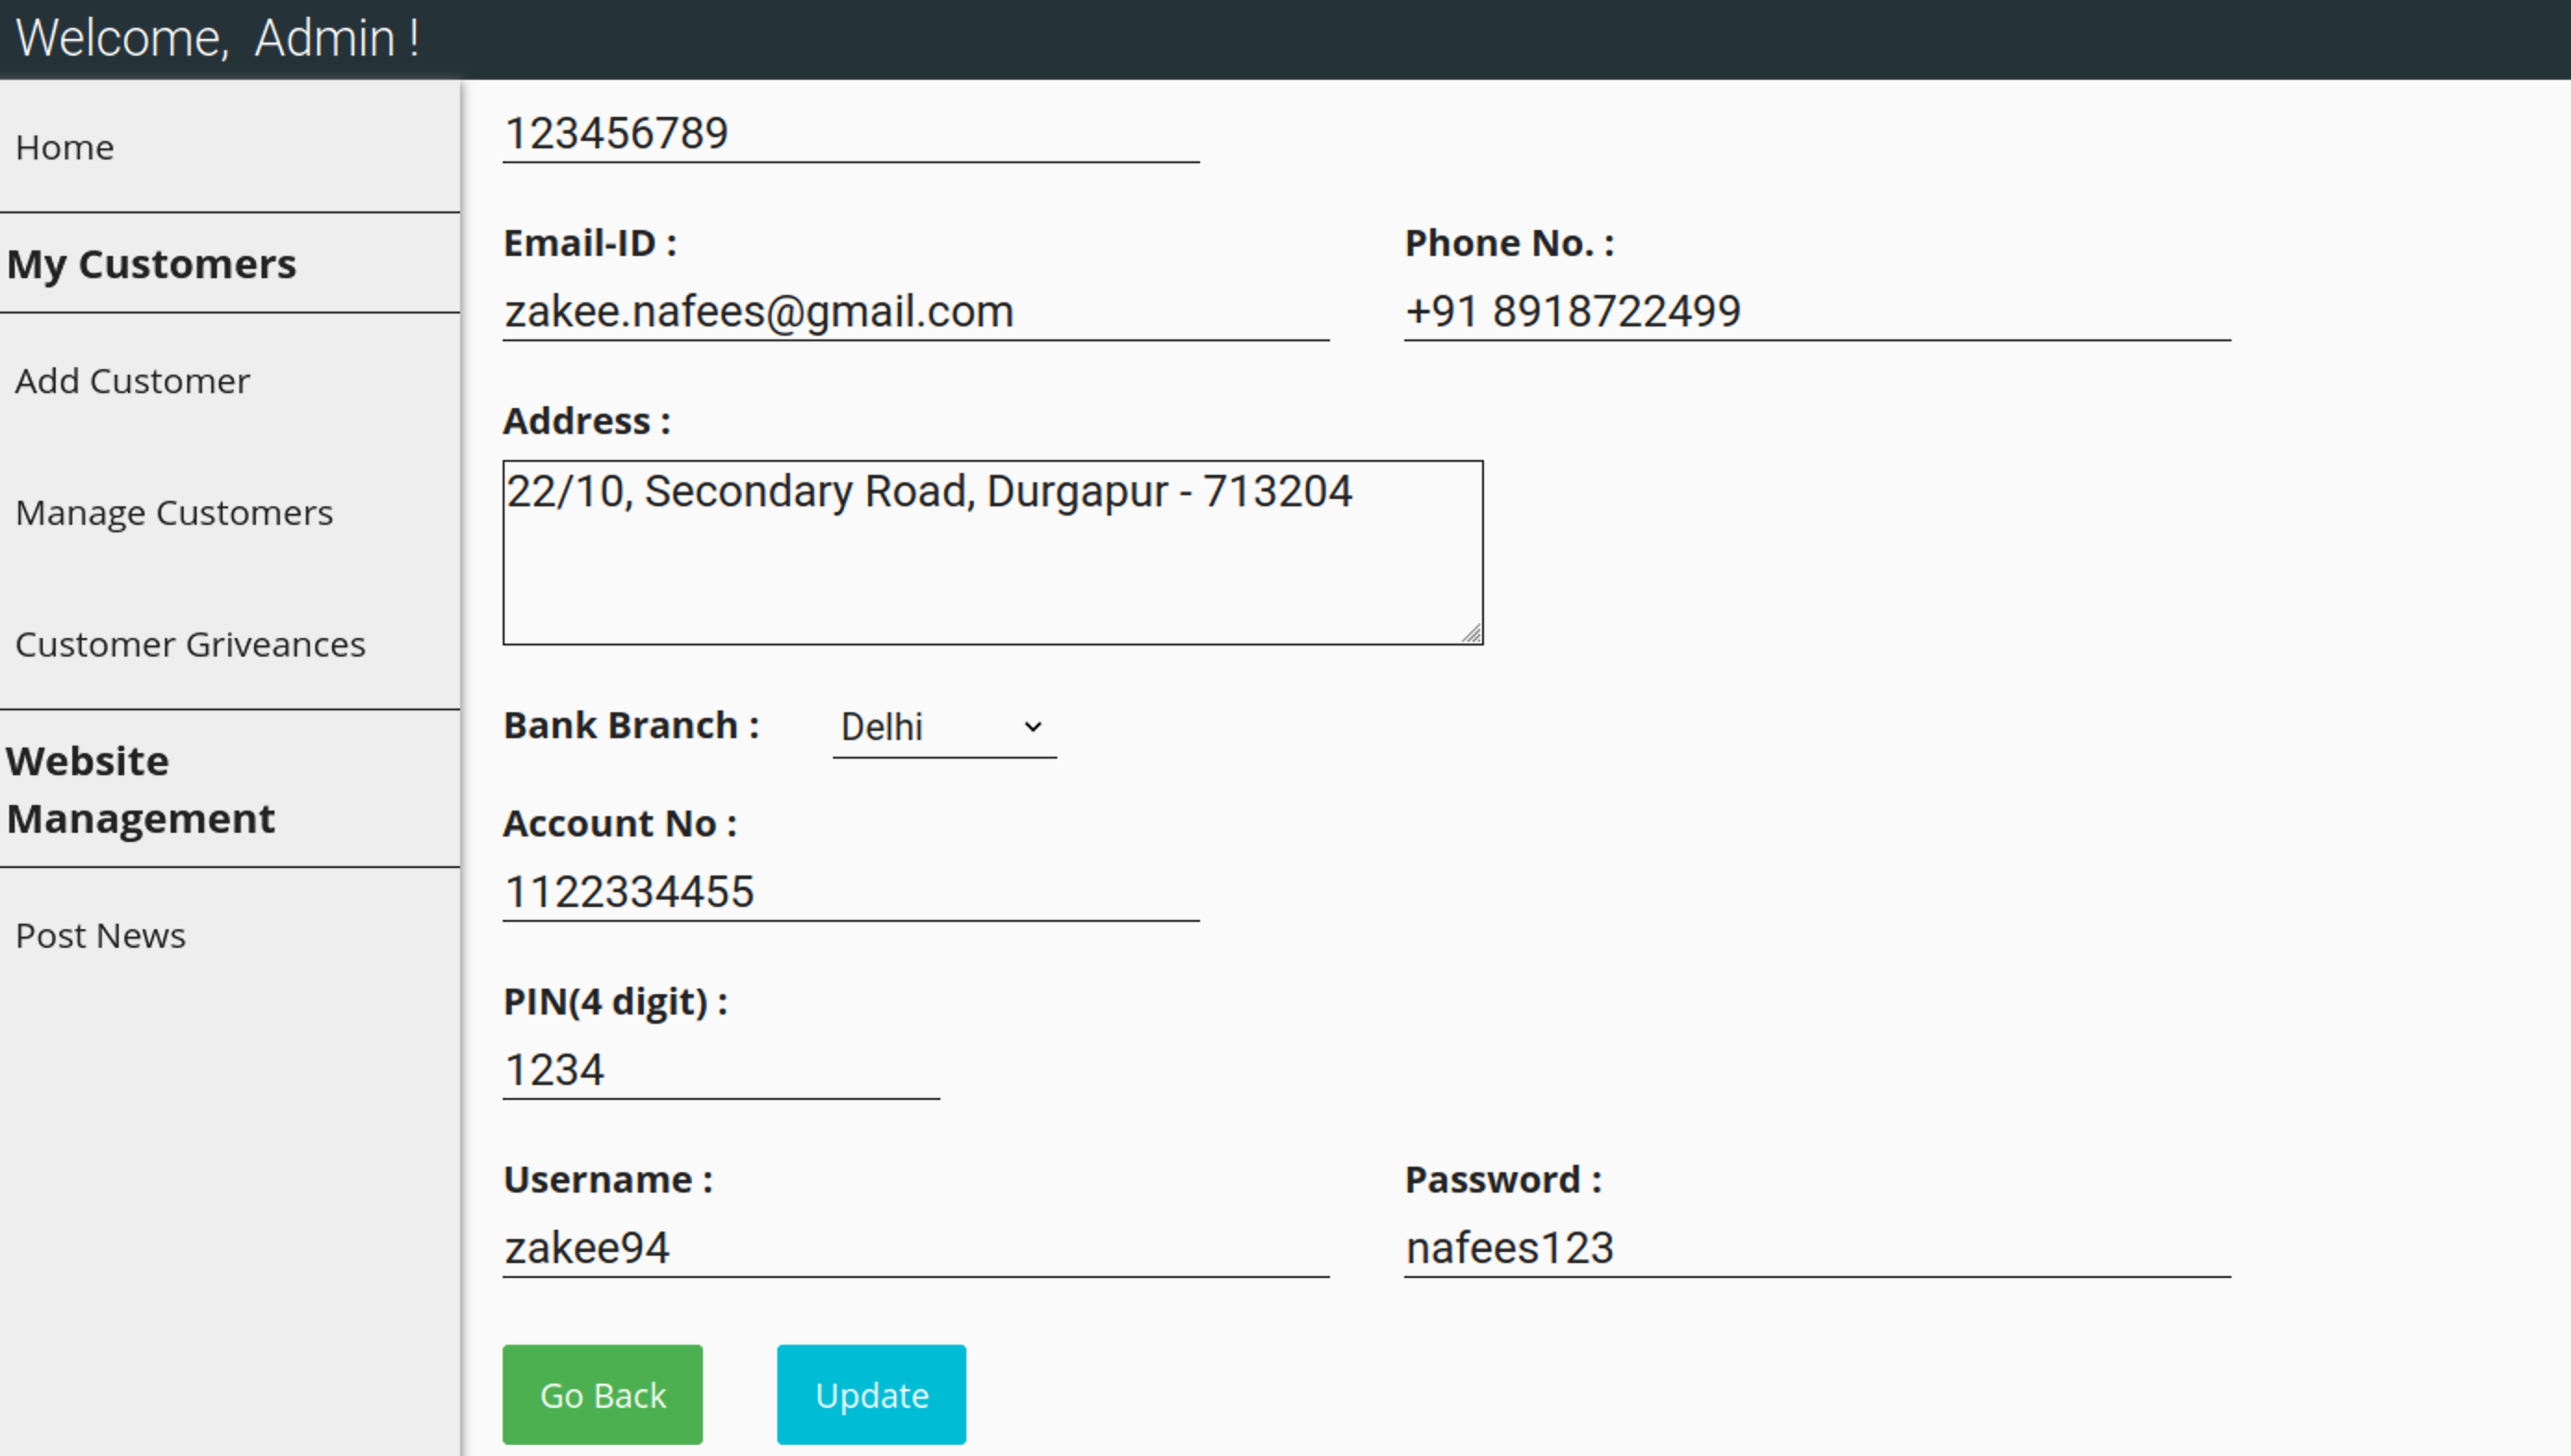 Welcome,  Admin !
Home
My Customers
Add Customer
Manage Customers
Customer Griveances
Website
Management
Post News
123456789
Email-ID :
zakee.nafees@gmail.com
Phone No. :
+91 8918722499
Address :
22/10, Secondary Road, Durgapur - 713204
Bank Branch : Delhi
Account No :
1122334455
PIN(4 digit) :
1234
Username :
zakee94
Password :
nafees123
Go Back
Update